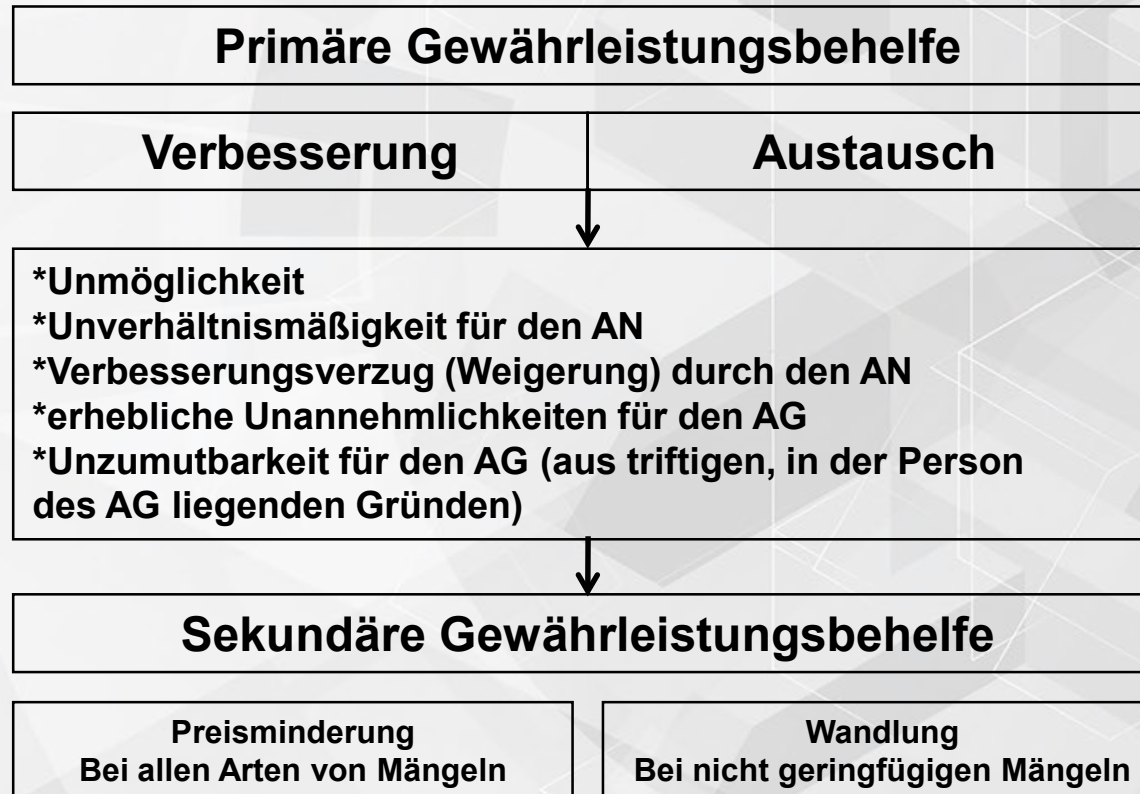 Primäre Gewährleistungsbehelfe
Verbesserung
Austausch
*Unmöglichkeit
*Unverhältnismäßigkeit für den AN
*Verbesserungsverzug (Weigerung) durch den AN
*erhebliche Unannehmlichkeiten für den AG
*Unzumutbarkeit für den AG (aus triftigen, in der Person
des AG liegenden Gründen)
Sekundäre Gewährleistungsbehelfe
Preisminderung
Bei allen Arten von Mängeln
Wandlung
Bei nicht geringfügigen Mängeln